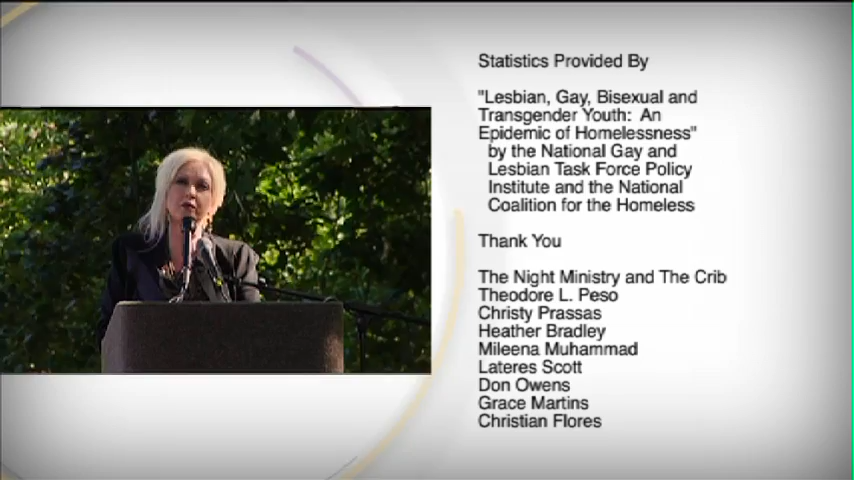 Statistics Provided By
"Lesbian, Gay, Bisexual and
Transgender Youth: An
Epidemic of Homelessness"
by the National Gay and
Lesbian Task Force Policy
Institute and the National
Coalition for the Homeless
Thank You
The Night Ministry and The Crib
Theodore L. Peso
Christy Prassas
Heather Bradley
Mileena Muhammad
Lateres Scott
Don Owens
Grace Martins
Christian Flores